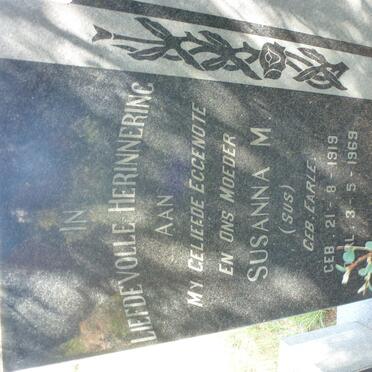 IN
LIEFDEVOLLE HERINNERING
AAN
MY GELIEFDE EGGENOTE
EN ONS MOEDER
SUSANNA M
(SUS)
GEB. EARLE.
GEB. 21-8-1919
3-5-1969